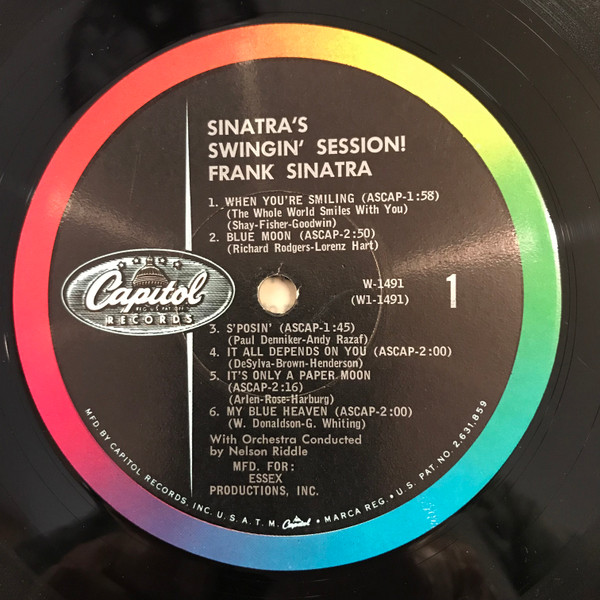 SINATRA'S
SWINGIN' SESSION!
FRANK SINATRA
1. WHEN YOU'RE SMILING (ASCAP-1:58)
(The Whole World Smiles With You)
(Shay-Fisher-Goodwin)
2. BLUE MOON (ASCAP-2:50)
(Richard Rodgers-Lorenz Hart)
Capitol
RECORDS
W-1491
(W1-1491)
1
3. S'POSIN' (ASCAP-1:45)
(Paul Denniker-Andy Razaf)
4. IT ALL DEPENDS ON YOU (ASCAP-2:00)
(DeSylva-Brown-Henderson)
5. IT'S ONLY A PAPER MOON
(ASCAP-2:16)
(Arlen-Rose-Harburg)
6. MY BLUE HEAVEN (ASCAP-2:00)
(W. Donaldson-G. Whiting)
With Orchestra Conducted
by Nelson Riddle
MFD. FOR:
ESSEX
PRODUCTIONS, INC.
MFD. BY CAPITOL RECORDS, INC. U.S.A. T.M. Capitol • MARCA REG. • U.S. PAT. NO. 2,631,859